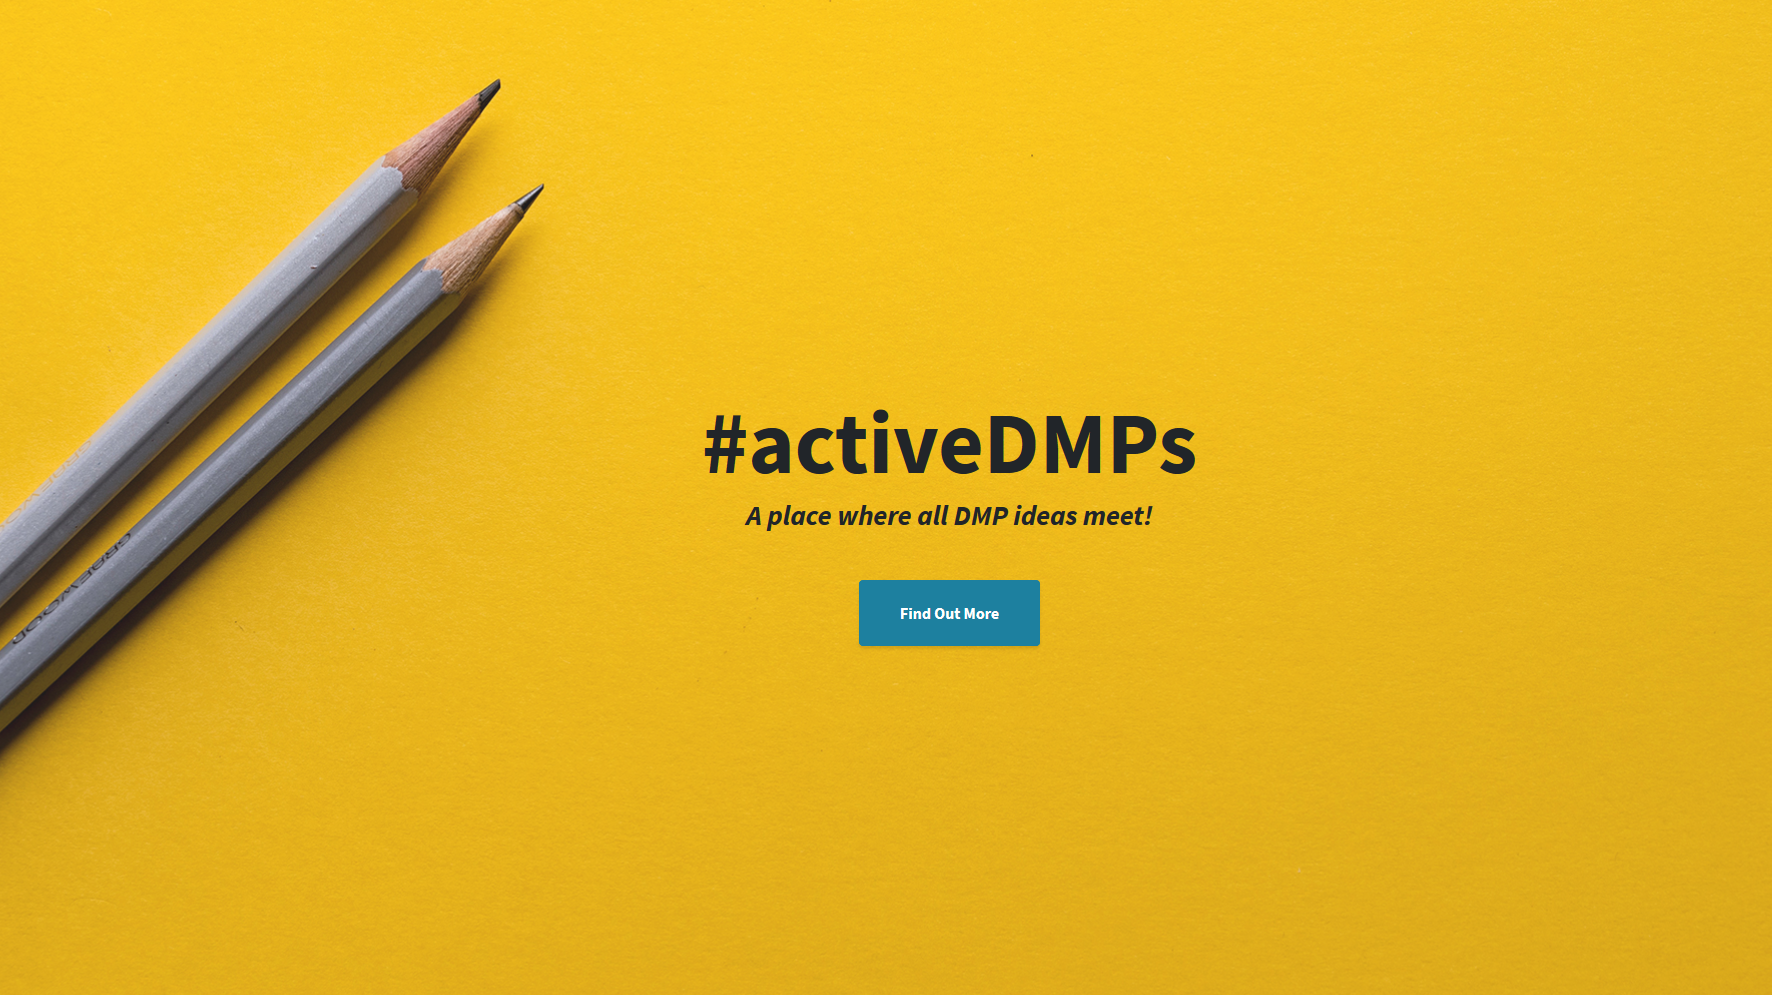 #activeDMPs
A place where all DMP ideas meet!
Find Out More